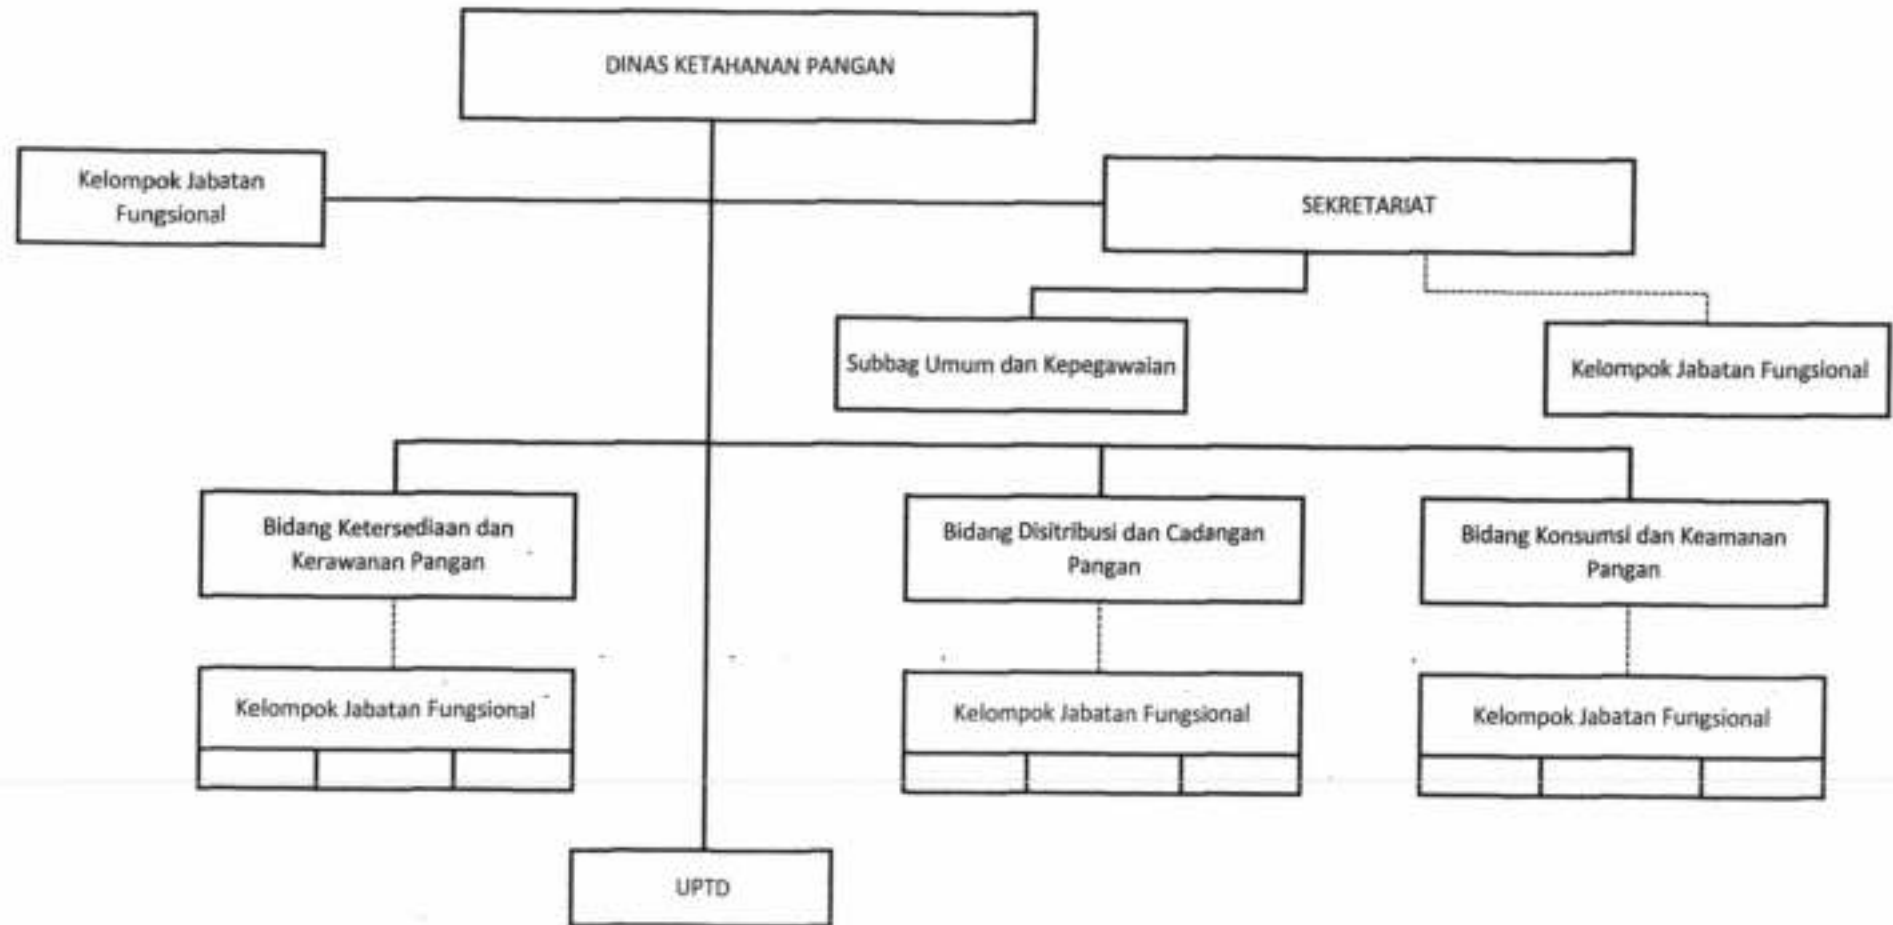 DINAS KETAHANAN PANGAN
Kelompok Jabatan
Fungsional
SEKRETARIAT
Subbag Umum dan Kepegawaian
Kelompok Jabatan Fungsional
Bidang Ketersediaan dan
Kerawanan Pangan
Bidang Disitribusi dan Cadangan
Pangan
Bidang Konsumsi dan Keamanan
Pangan
Kelompok Jabatan Fungsional
Kelompok Jabatan Fungsional
Kelompok Jabatan Fungsional
UPTD